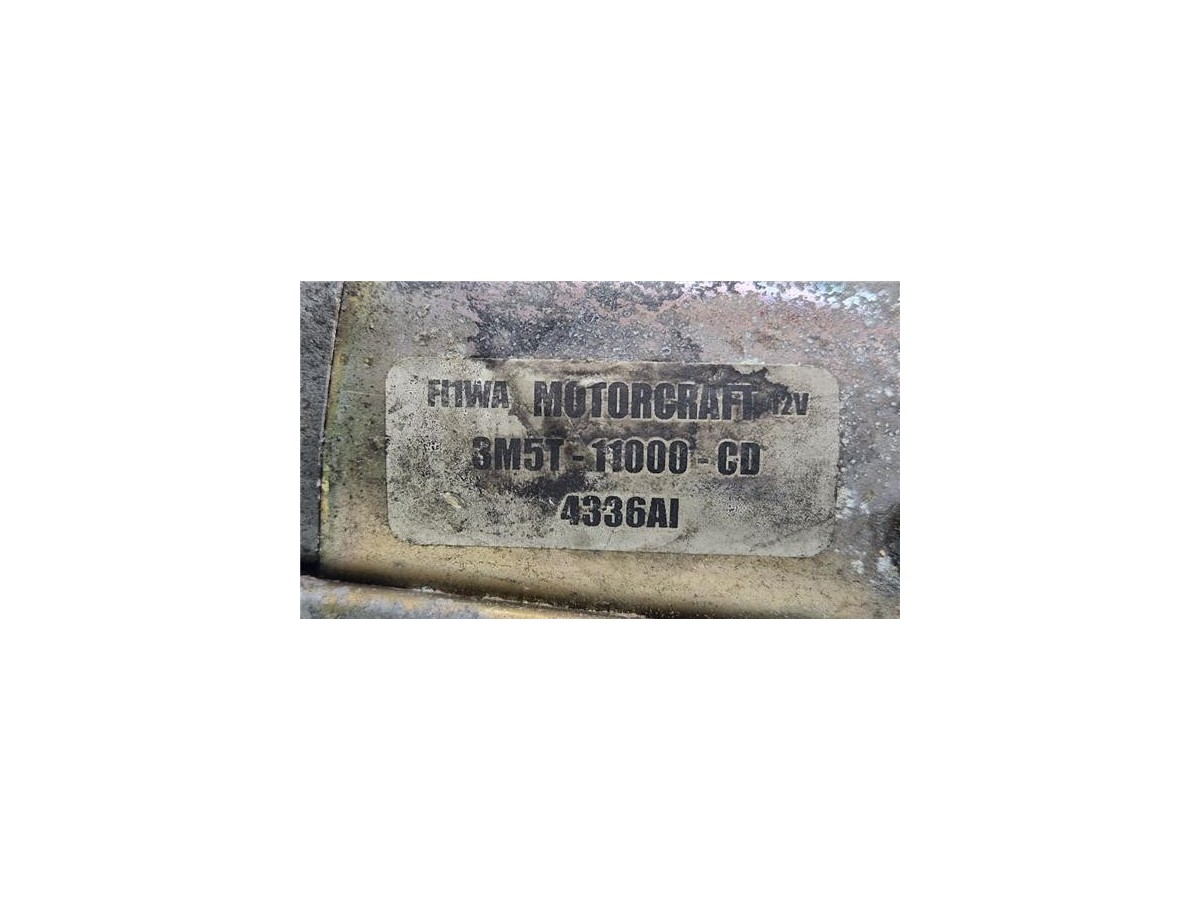 FI1WA MOTORCRAFT 12V
3M5T - 11000 - CD
4336AI